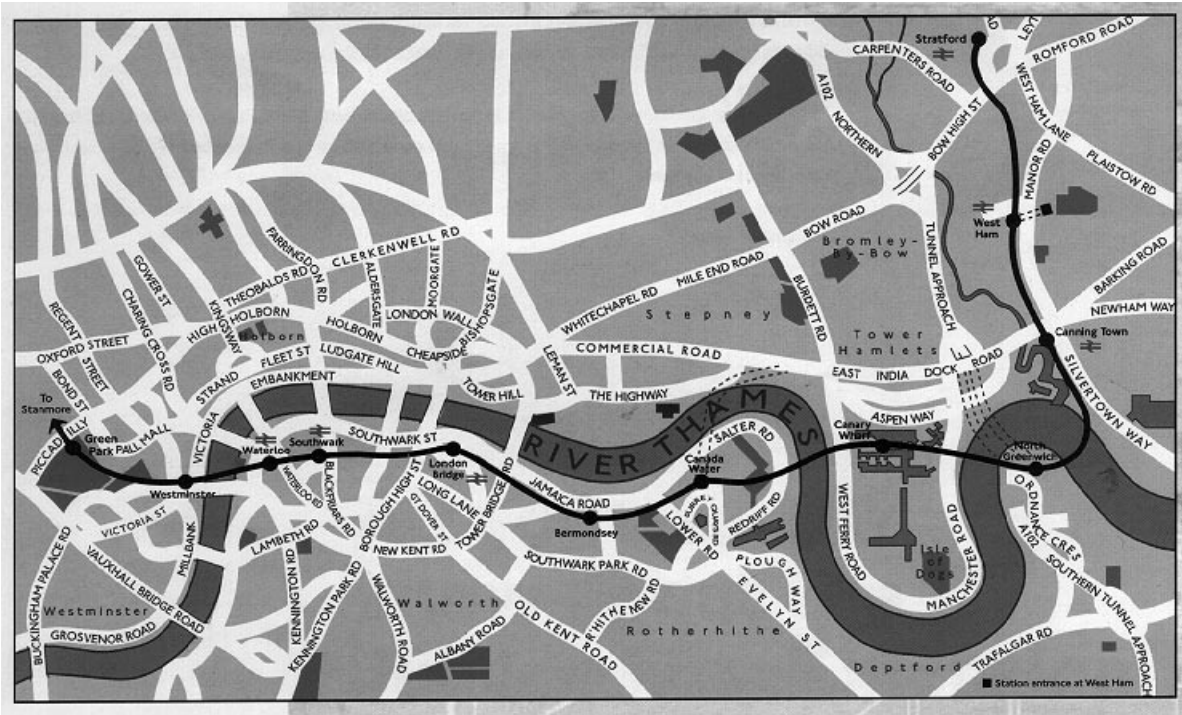 Stratford
CARPENTERS ROAD
ROMFORD ROAD
A102
NORTHERN
BOW HIGH ST
WEST HAM LANE
PLAISTOW RD
MANOR RD
West
Ham
TUNNEL APPROACH
BOW ROAD
Bromley-
By-Bow
MILE END ROAD
WHITECHAPEL RD
BURDETT RD
BARKING ROAD
NEWHAM WAY
Canning Town
SILVERTOWN WAY
Stepney
Tower
Hamlets
FARRINGDON RD
CLERKENWELL RD
THEOBALDS RD
ALDERSGATE
MOORGATE
BISHOPSGATE
GOWER ST
CHARING CROSS RD
KINGSWAY
HIGH HOLBORN
Holborn
HOLBORN
LONDON WALL
CHEAPSIDE
REGENT
STREET
OXFORD STREET
BOND ST
FLEET ST
LUDGATE HILL
STRAND
EMBANKMENT
LEMAN ST
COMMERCIAL ROAD
TOWER HILL
THE HIGHWAY
EAST INDIA DOCK ROAD
ASPEN WAY
To
Stanmore
PICCADILLY
Green
Park
PALL MALL
VICTORIA
Westminster
Waterloo
Southwark
SOUTHWARK ST
London
Bridge
RIVER THAMES
SALTER RD
Canada
Water
Canary
Wharf
North
Greenwich
WATERLOO RD
BLACKFRIARS RD
BOROUGH HIGH ST
LONG LANE
GT DOVER ST
TOWER BRIDGE RD
JAMAICA ROAD
Bermondsey
LOWER RD
SURREY
QUAYS RD
REDRIFF RD
WEST FERRY ROAD
MANCHESTER ROAD
Isle
of
Dogs
ORDNANCE CRES
A102
SOUTHERN TUNNEL APPROACH
VICTORIA ST
MILLBANK
LAMBETH RD
NEW KENT RD
BUCKINGHAM PALACE RD
VAUXHALL BRIDGE ROAD
Westminster
GROSVENOR ROAD
KENNINGTON RD
KENNINGTON PARK RD
WALWORTH ROAD
Walworth
ALBANY ROAD
OLD KENT ROAD
SOUTHWARK PARK RD
R'HITHE NEW RD
Rotherhithe
PLOUGH WAY
EVELYN ST
Deptford
TRAFALGAR RD
Station entrance at West Ham